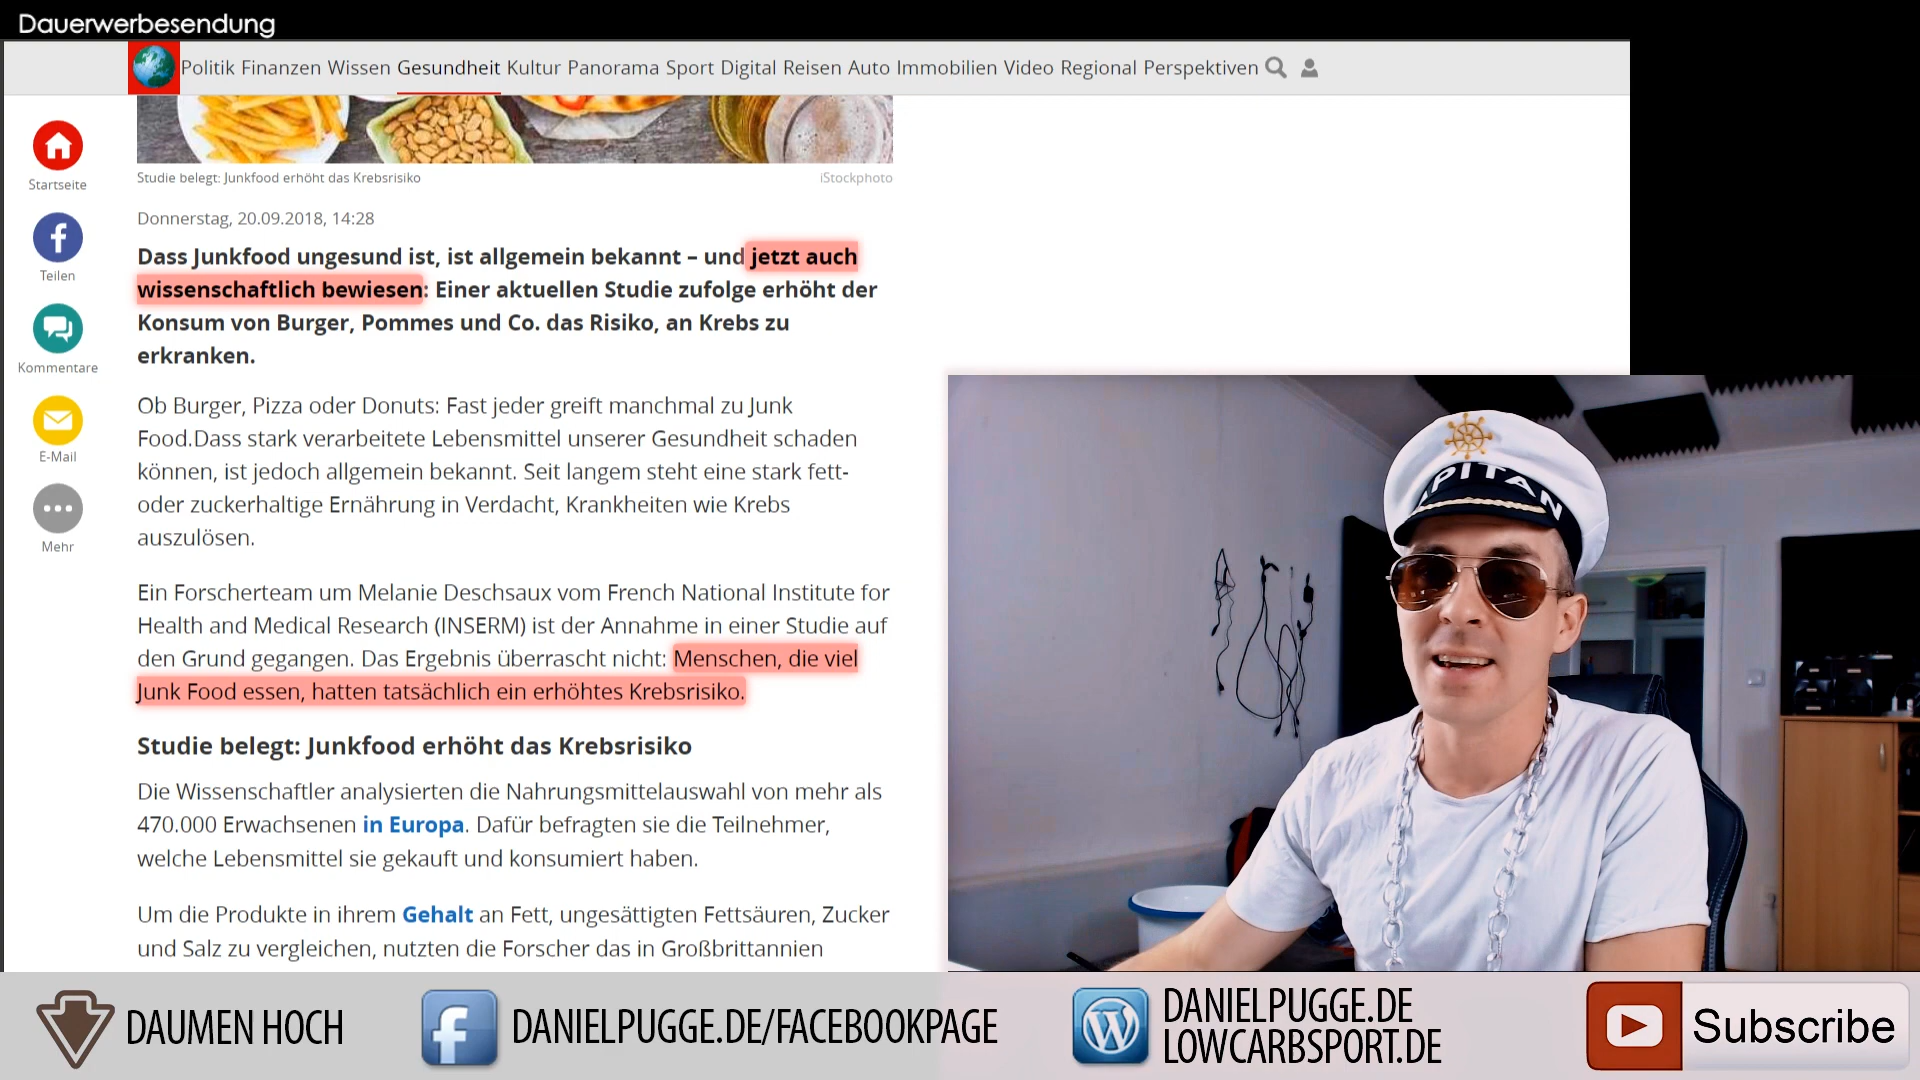 Dauerwerbesendung
Politik Finanzen Wissen Gesundheit Kultur Panorama Sport Digital Reisen Auto Immobilien Video Regional Perspektiven
Startseite
Teilen
Kommentare
E-Mail
Mehr
Studie belegt: Junkfood erhöht das Krebsrisiko
iStockphoto
Donnerstag, 20.09.2018, 14:28
Dass Junkfood ungesund ist, ist allgemein bekannt – und jetzt auch
wissenschaftlich bewiesen: Einer aktuellen Studie zufolge erhöht der
Konsum von Burger, Pommes und Co. das Risiko, an Krebs zu
erkranken.
Ob Burger, Pizza oder Donuts: Fast jeder greift manchmal zu Junk
Food.Dass stark verarbeitete Lebensmittel unserer Gesundheit schaden
können, ist jedoch allgemein bekannt. Seit langem steht eine stark fett-
oder zuckerhaltige Ernährung in Verdacht, Krankheiten wie Krebs
auszulösen.
Ein Forscherteam um Melanie Deschsaux vom French National Institute for
Health and Medical Research (INSERM) ist der Annahme in einer Studie auf
den Grund gegangen. Das Ergebnis überrascht nicht: Menschen, die viel
Junk Food essen, hatten tatsächlich ein erhöhtes Krebsrisiko.
Studie belegt: Junkfood erhöht das Krebsrisiko
Die Wissenschaftler analysierten die Nahrungsmittelauswahl von mehr als
470.000 Erwachsenen in Europa. Dafür befragten sie die Teilnehmer,
welche Lebensmittel sie gekauft und konsumiert haben.
Um die Produkte in ihrem Gehalt an Fett, ungesättigten Fettsäuren, Zucker
und Salz zu vergleichen, nutzten die Forscher das in Großbrittannien
PITAN
DAUMEN HOCH
DANIELPUGGE.DE/FACEBOOKPAGE
DANIELPUGGE.DE
LOWCARBSPORT.DE
Subscribe